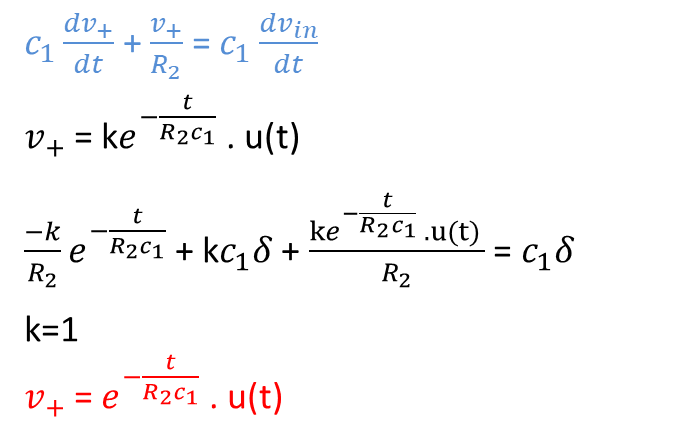 c₁ dv₊/dt + v₊/R₂ = c₁ dvᵢₙ/dt
v₊ = ke^(−t/(R₂c₁)) . u(t)
−k/R₂ e^(−t/(R₂c₁)) + kc₁δ + ke^(−t/(R₂c₁)) .u(t)/R₂ = c₁δ
k=1
v₊ = e^(−t/(R₂c₁)) . u(t)